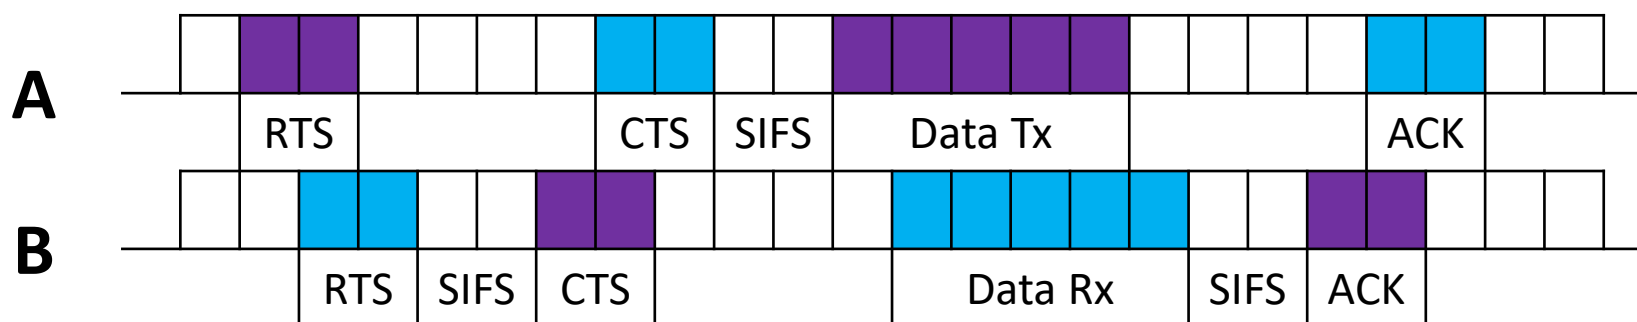 A
RTS CTS SIFS Data Tx ACK
B
RTS SIFS CTS Data Rx SIFS ACK